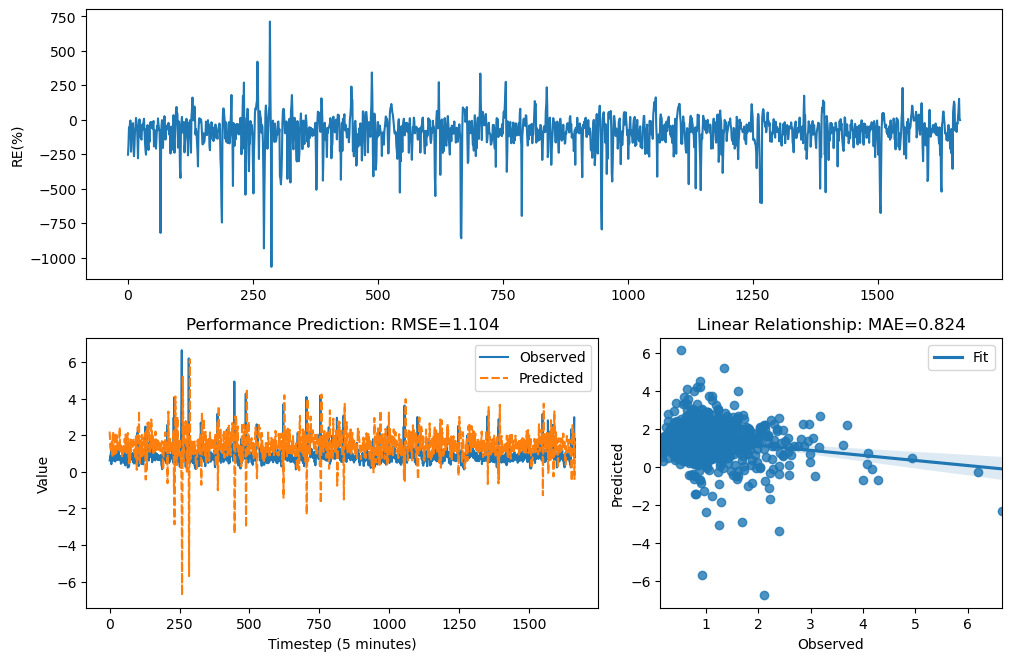 750
500
250
0
−250
−500
−750
−1000
RE(%)
0 250 500 750 1000 1250 1500
Performance Prediction: RMSE=1.104
Observed
Predicted
6
4
2
0
−2
−4
−6
Value
0 250 500 750 1000 1250 1500
Timestep (5 minutes)
Linear Relationship: MAE=0.824
Fit
6
4
2
0
−2
−4
−6
Predicted
1 2 3 4 5 6
Observed